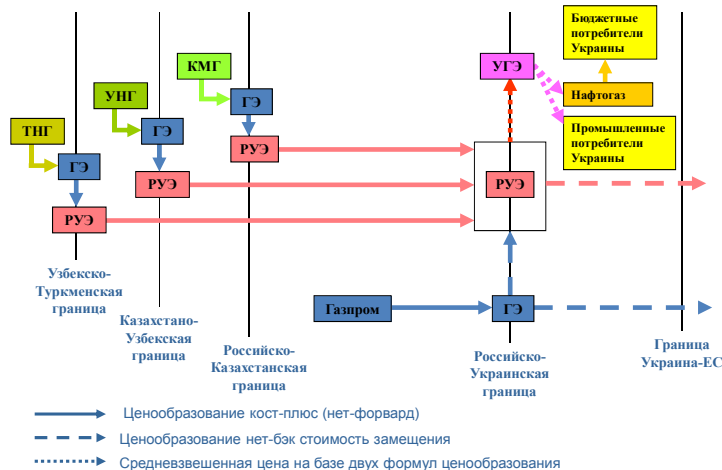 Бюджетные
потребители
Украины
КМГ
УГЭ
УНГ
ГЭ
Нафтогаз
ТНГ
ГЭ
Промышленные
потребители
Украины
ГЭ
РУЭ
РУЭ
РУЭ
РУЭ
Узбекско-
Туркменская
граница
Казахстано-
Узбекская
граница
Российско-
Казахстанская
граница
Газпром
ГЭ
Российско-
Украинская
граница
Граница
Украина-ЕС
Ценообразование кост-плюс (нет-форвард)
Ценообразование нет-бэк стоимость замещения
Средневзвешенная цена на базе двух формул ценообразования